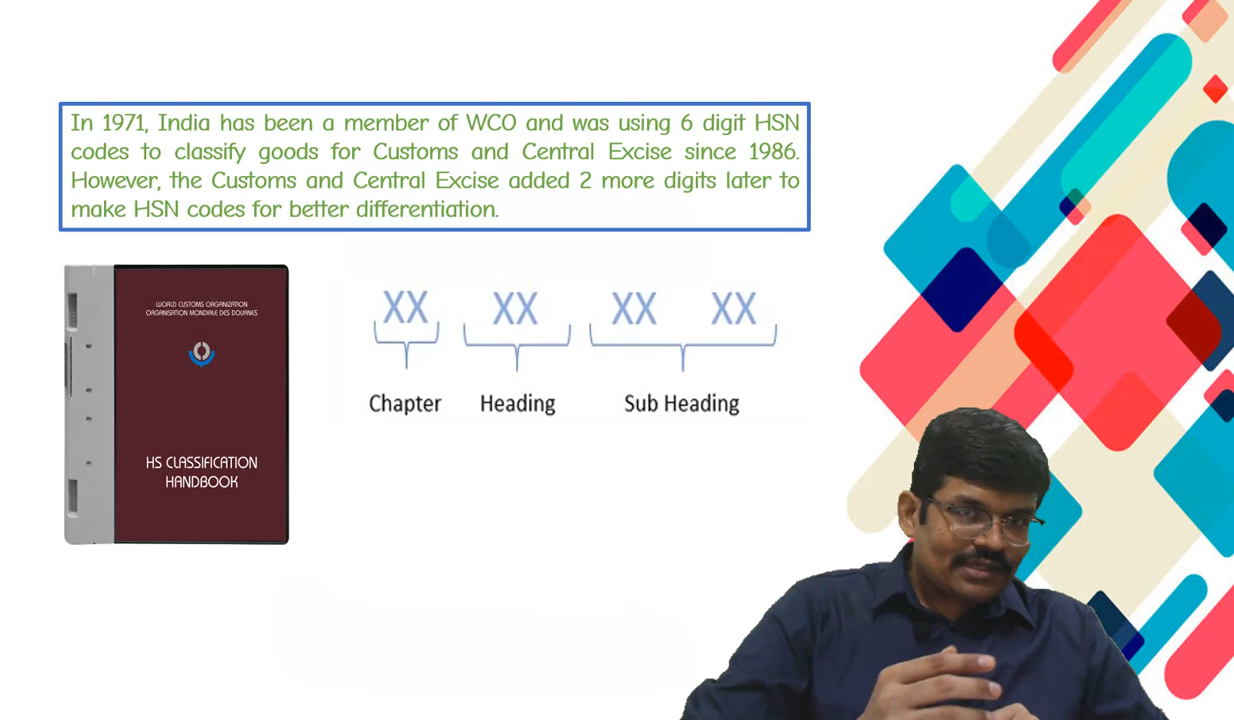 In 1971, India has been a member of WCO and was using 6 digit HSN
codes to classify goods for Customs and Central Excise since 1986.
However, the Customs and Central Excise added 2 more digits later to
make HSN codes for better differentiation.
WORLD CUSTOMS ORGANIZATION
ORGANISATION MONDIALE DES DOUANES
HS CLASSIFICATION
HANDBOOK
XX XX XX XX
Chapter Heading Sub Heading